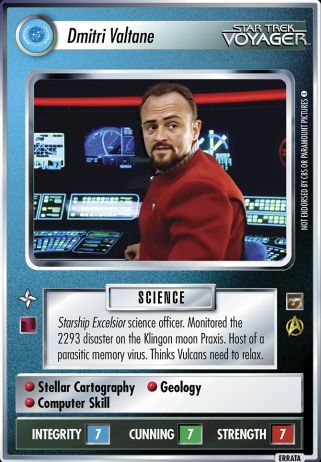 Dmitri Valtane
STAR TREK
VOYAGER
NOT ENDORSED BY CBS OR PARAMOUNT PICTURES
SCIENCE
Starship Excelsior science officer. Monitored the
2293 disaster on the Klingon moon Praxis. Host of a
parasitic memory virus. Thinks Vulcans need to relax.
Stellar Cartography Geology
Computer Skill
INTEGRITY 7 CUNNING 7 STRENGTH 7
ERRATA